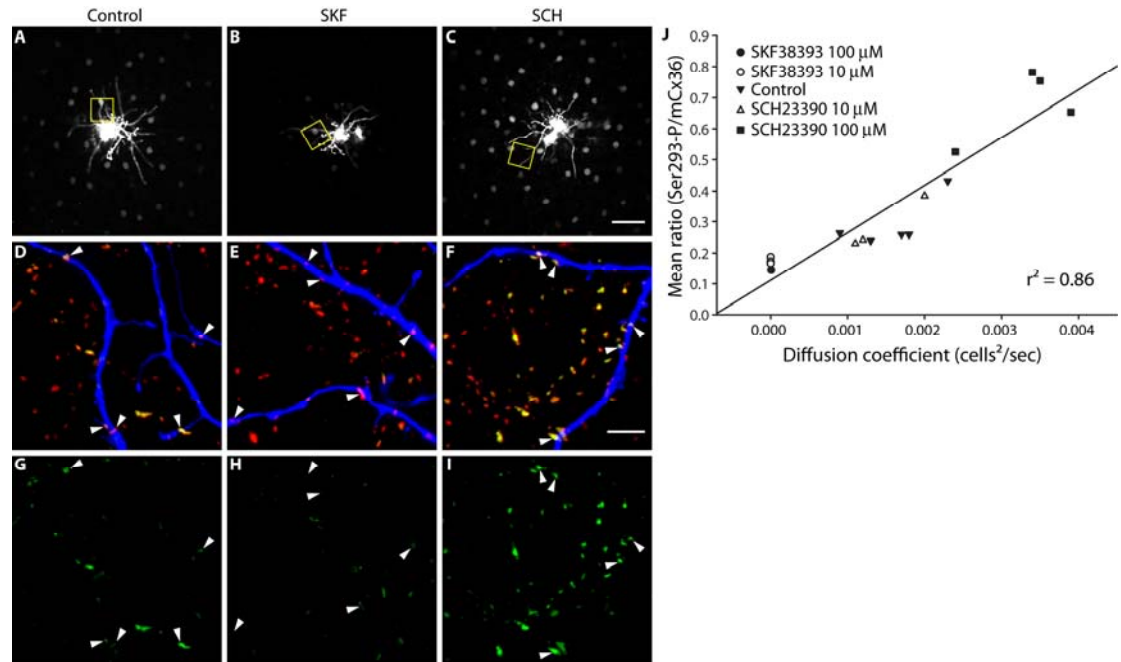 Control
SKF
SCH
A
B
C
D
E
F
G
H
I
J
0.9
0.8
0.7
0.6
0.5
0.4
0.3
0.2
0.1
0.0
Mean ratio (Ser293-P/mCx36)
SKF38393 100 μM
SKF38393 10 μM
Control
SCH23390 10 μM
SCH23390 100 μM
r² = 0.86
0.000 0.001 0.002 0.003 0.004
Diffusion coefficient (cells²/sec)